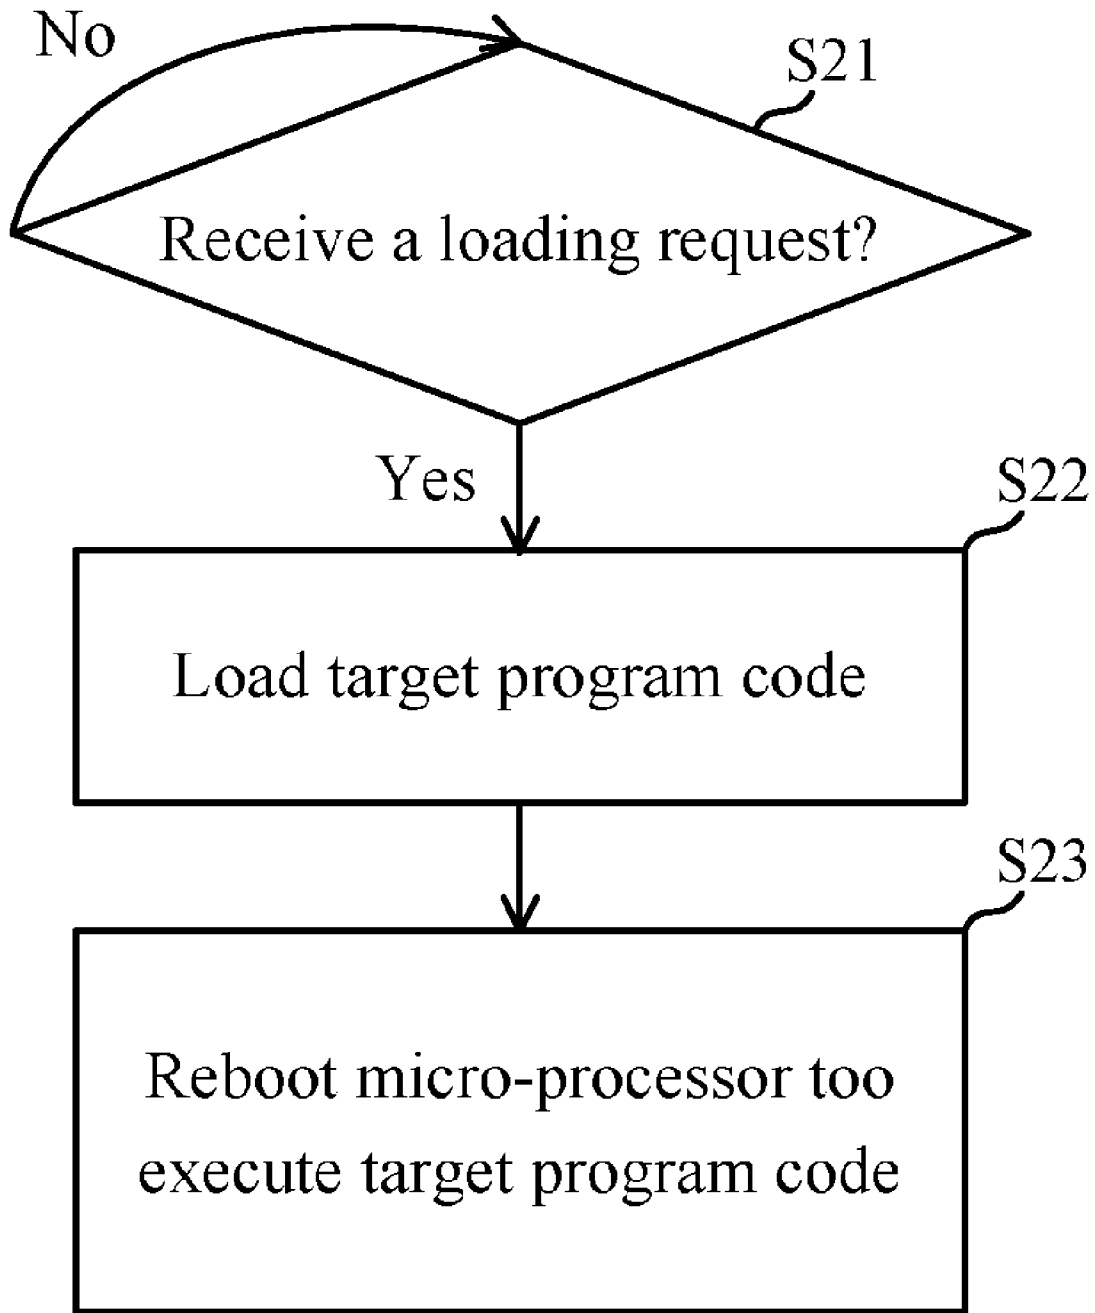 No
S21
Receive a loading request?
Yes
S22
Load target program code
S23
Reboot micro-processor too
execute target program code